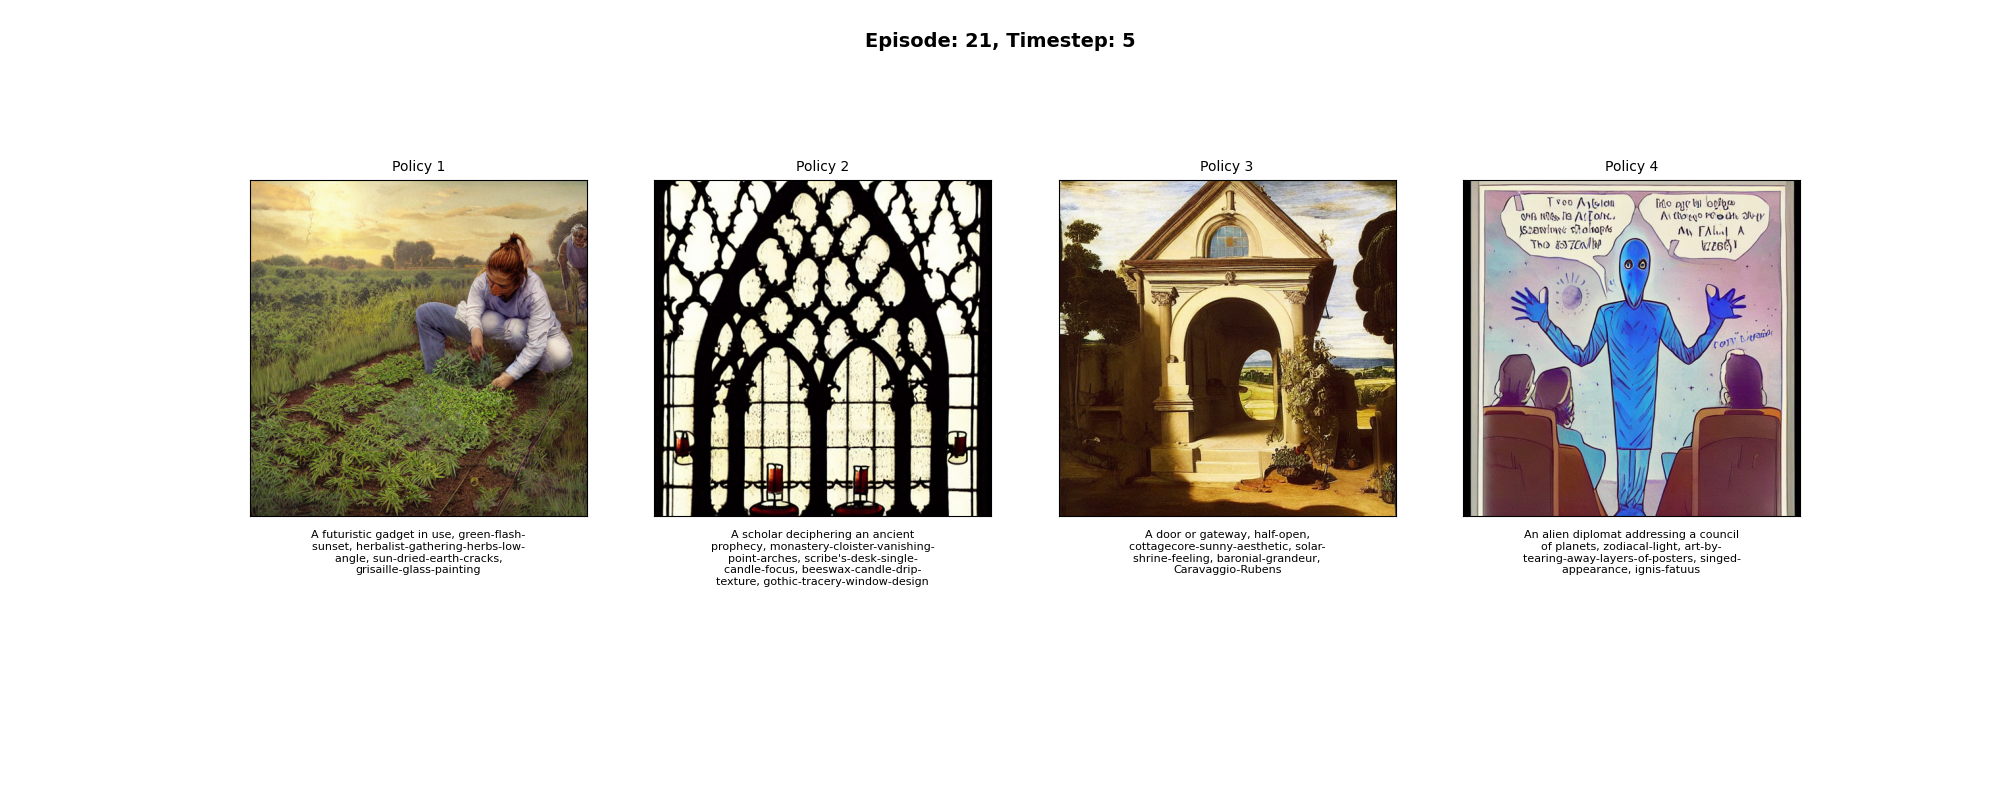 Episode: 21, Timestep: 5
Policy 1
Policy 2
Policy 3
Policy 4
A futuristic gadget in use, green-flash-
sunset, herbalist-gathering-herbs-low-
angle, sun-dried-earth-cracks,
grisaille-glass-painting
A scholar deciphering an ancient
prophecy, monastery-cloister-vanishing-
point-arches, scribe's-desk-single-
candle-focus, beeswax-candle-drip-
texture, gothic-tracery-window-design
A door or gateway, half-open,
cottagecore-sunny-aesthetic, solar-
shrine-feeling, baronial-grandeur,
Caravaggio-Rubens
An alien diplomat addressing a council
of planets, zodiacal-light, art-by-
tearing-away-layers-of-posters, singed-
appearance, ignis-fatuus